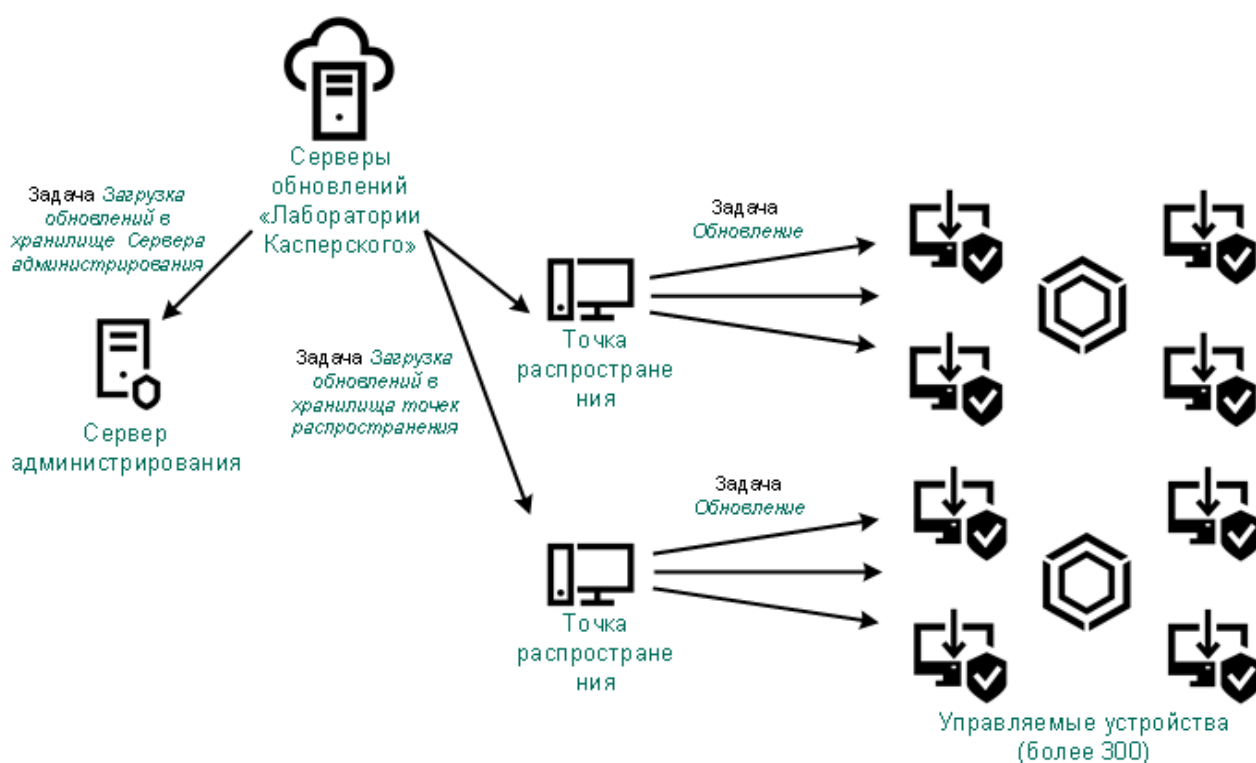 Серверы
обновлений
«Лаборатории
Касперского»
Задача Загрузка
обновлений в
хранилище Сервера
администрирования
Сервер
администрирования
Задача Загрузка
обновлений в
хранилища точек
распространения
Точка
распростране
ния
Задача
Обновление
Точка
распростране
ния
Задача
Обновление
Управляемые устройства
(более 300)